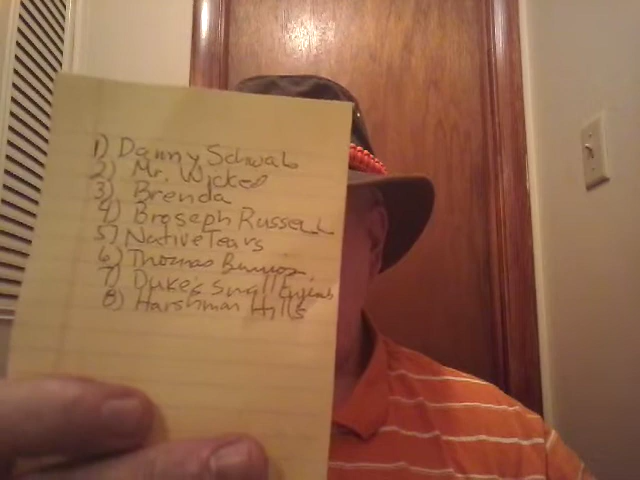 1) Danny Schwab
2) Mr. Wicked
3) Brenda
4) Broseph Russell
5) Native Tears
6) Thomas
7) Dukes Small Engines
8) Harshman Hills